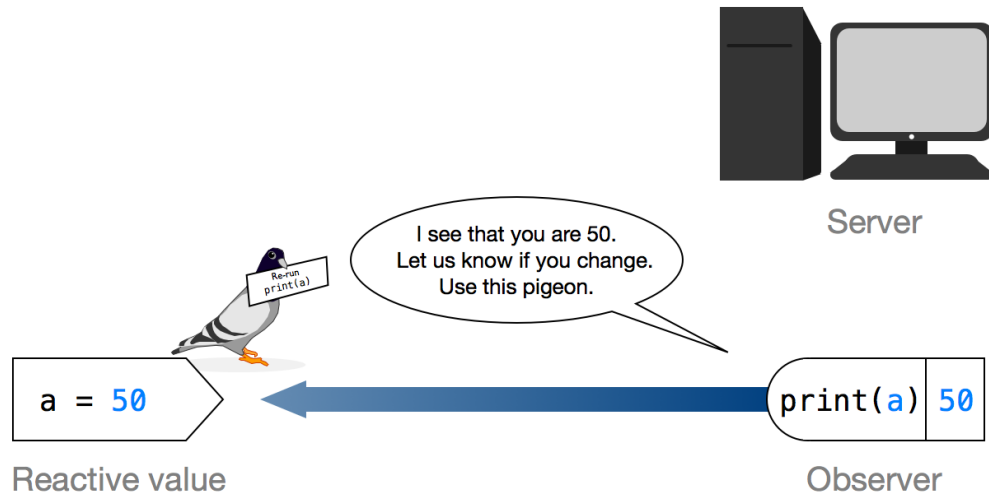 Server
I see that you are 50.
Let us know if you change.
Use this pigeon.
Re-run
print(a)
a = 50
print(a) 50
Reactive value
Observer